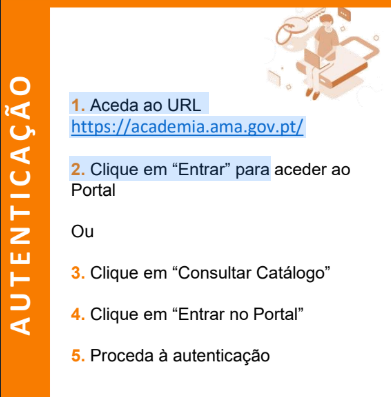 AUTENTICAÇÃO
1. Aceda ao URL
https://academia.ama.gov.pt/
2. Clique em “Entrar” para aceder ao
Portal
Ou
3. Clique em “Consultar Catálogo”
4. Clique em “Entrar no Portal”
5. Proceda à autenticação